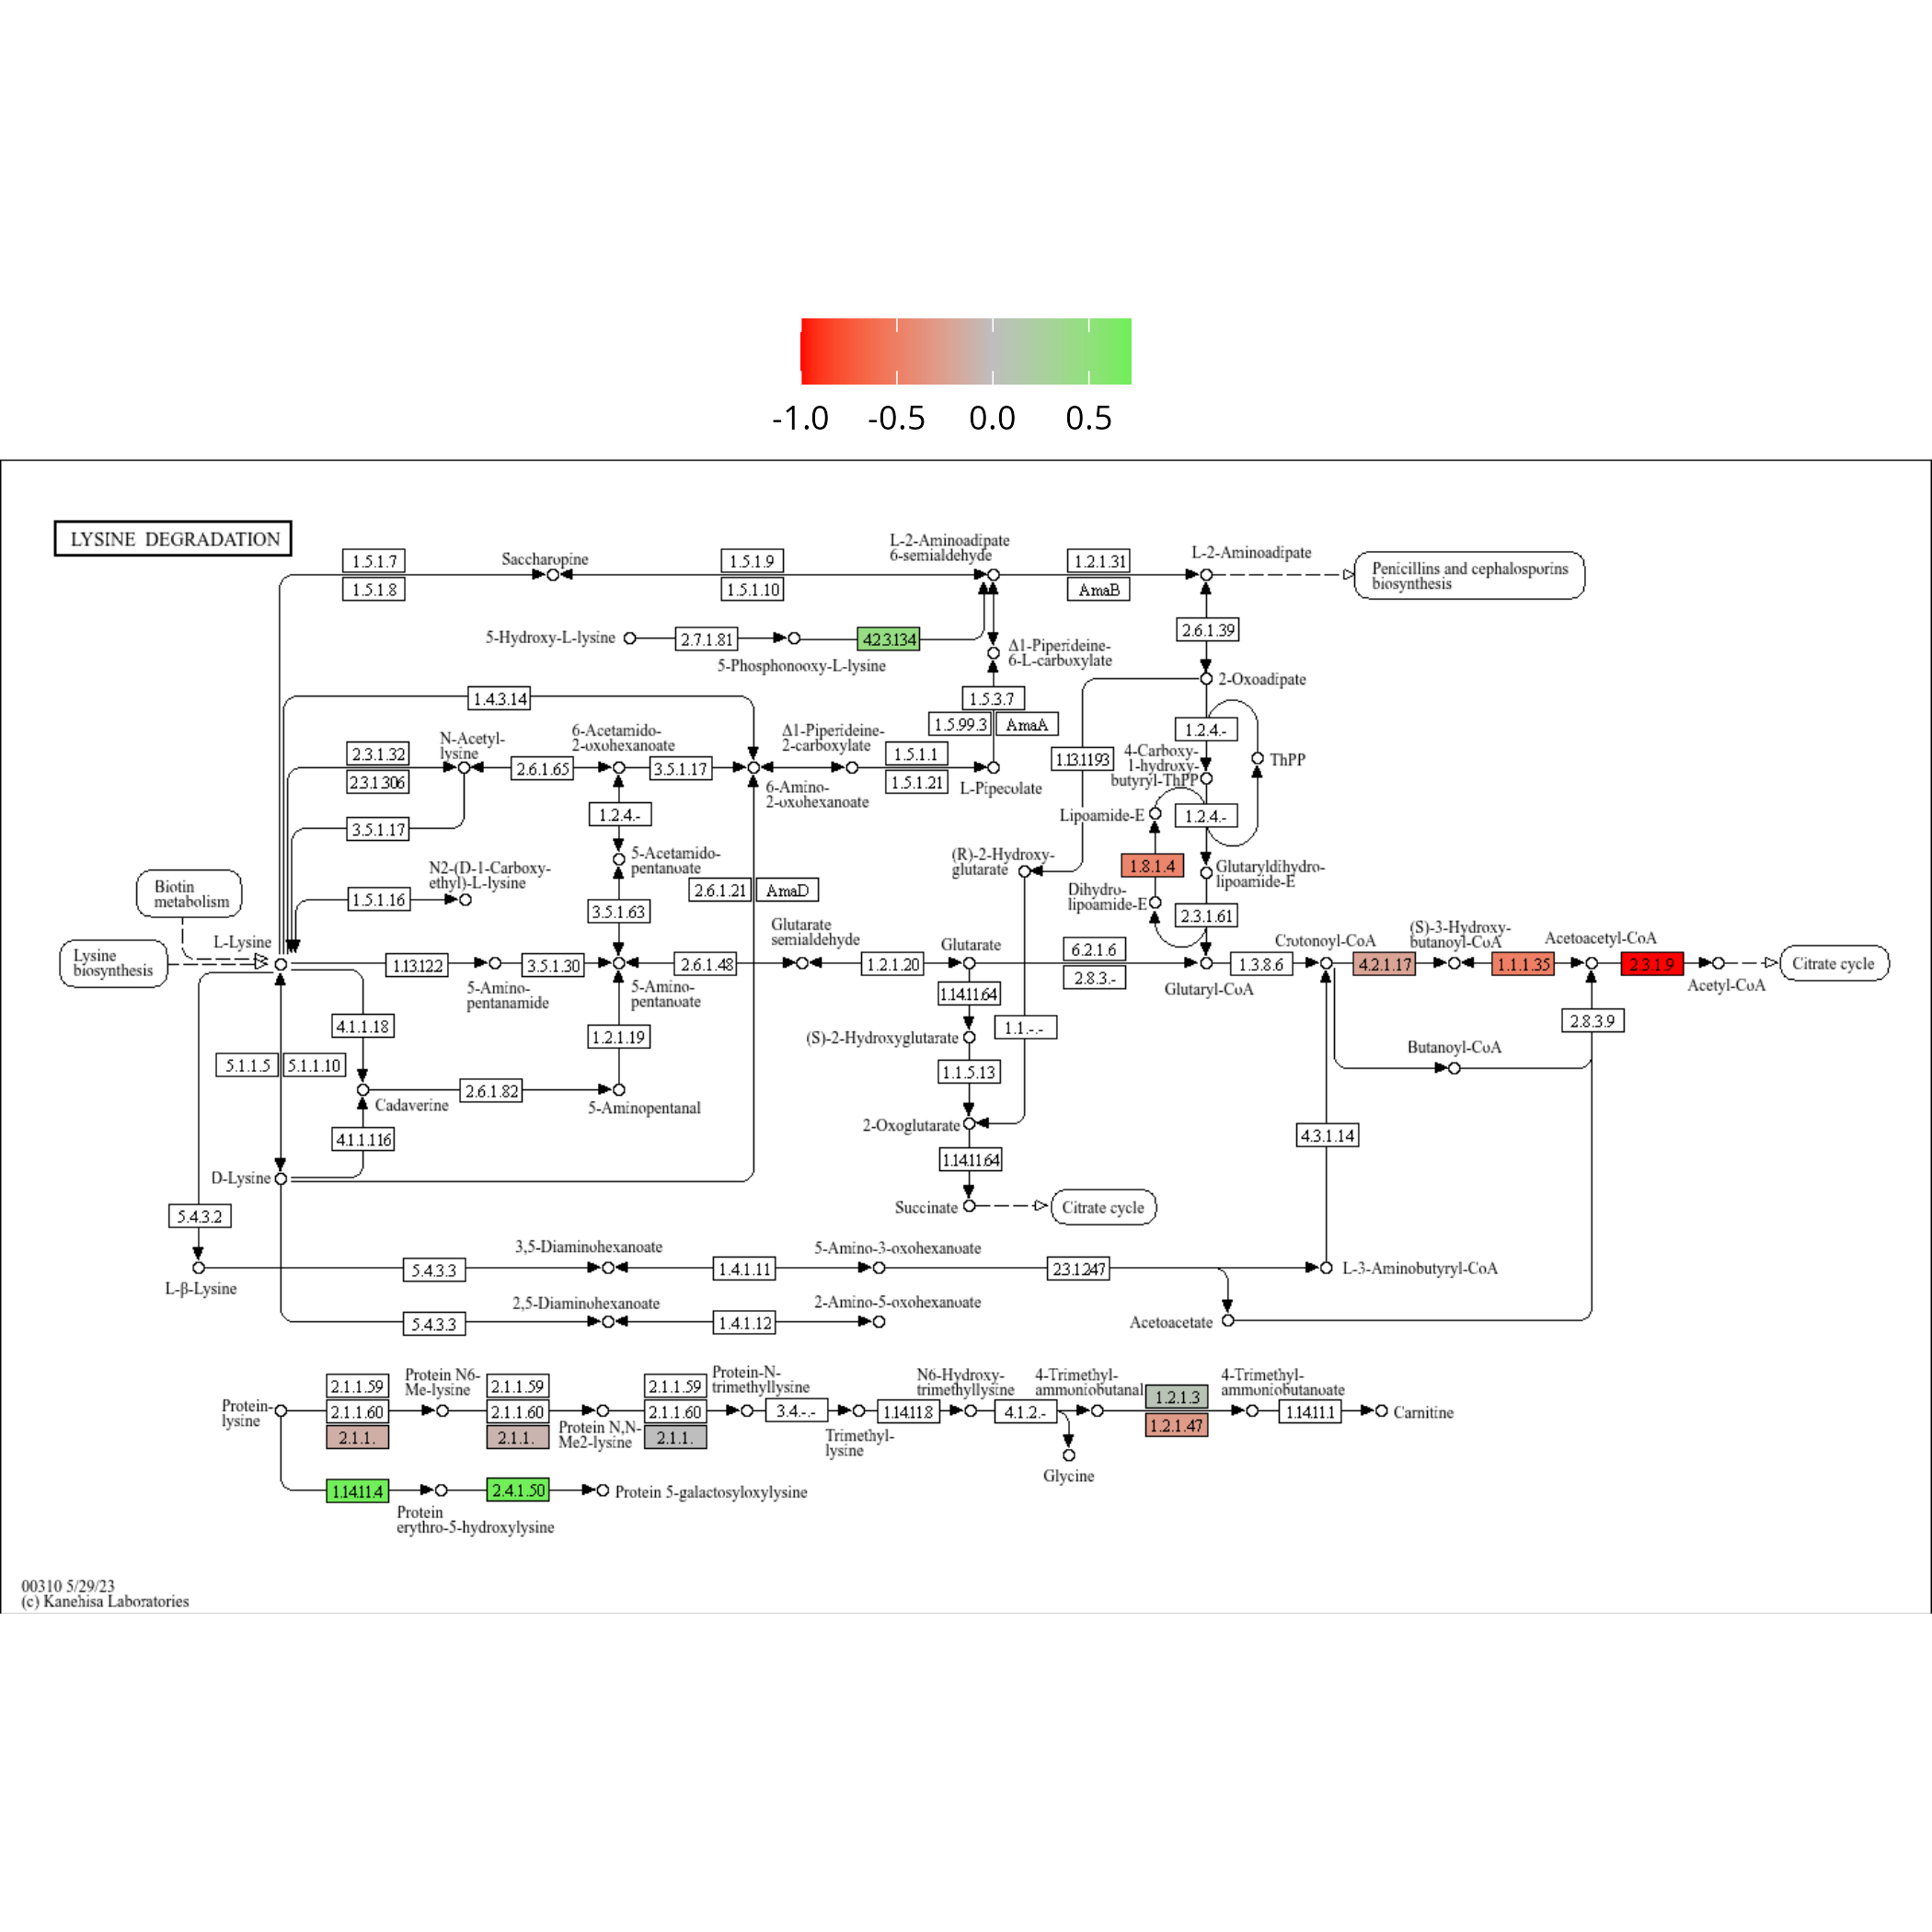 -1.0 -0.5 0.0 0.5
LYSINE DEGRADATION
1.5.1.7
1.5.1.8
Saccharopine
1.5.1.9
1.5.1.10
L-2-Aminoadipate
6-semialdehyde
1.2.1.31
AmaB
L-2-Aminoadipate
Penicillins and cephalosporins
biosynthesis
5-Hydroxy-L-lysine
2.7.1.81
5-Phosphonooxy-L-lysine
4.2.3.134
Δ1-Piperideine-
6-L-carboxylate
2.6.1.39
2-Oxoadipate
1.4.3.14
1.5.3.7
1.5.99.3
AmaA
1.2.4.-
ThPP
2.3.1.32
2.3.1.306
N-Acetyl-
lysine
2.6.1.65
6-Acetamido-
2-oxohexanoate
3.5.1.17
6-Amino-
2-oxohexanoate
Δ1-Piperideine-
2-carboxylate
1.5.1.1
1.5.1.21
L-Pipecolate
1.13.11.93
4-Carboxy-
1-hydroxy-
butyryl-ThPP
3.5.1.17
1.2.4.-
Lipoamide-E
1.2.4.-
N2-(D-1-Carboxy-
ethyl)-L-lysine
1.5.1.16
5-Acetamido-
pentanoate
2.6.1.21
AmaD
(R)-2-Hydroxy-
glutarate
1.8.1.4
Dihydro-
lipoamide-E
Glutaryldihydro-
lipoamide-E
3.5.1.63
2.3.1.61
Biotin
metabolism
Lysine
biosynthesis
L-Lysine
1.13.12.2
5-Amino-
pentanamide
3.5.1.30
5-Amino-
pentanoate
2.6.1.48
Glutarate
semialdehyde
1.2.1.20
Glutarate
6.2.1.6
2.8.3.-
Glutaryl-CoA
1.3.8.6
Crotonoyl-CoA
4.2.1.17
(S)-3-Hydroxy-
butanoyl-CoA
1.1.1.35
Acetoacetyl-CoA
2.3.1.9
Acetyl-CoA
Citrate cycle
1.14.11.64
4.1.1.18
1.2.1.19
(S)-2-Hydroxyglutarate
1.1.-.-
2.8.3.9
Butanoyl-CoA
5.1.1.5
5.1.1.10
1.1.5.13
Cadaverine
2.6.1.82
5-Aminopentanal
2-Oxoglutarate
4.1.1.116
4.3.1.14
1.14.11.64
D-Lysine
Succinate
Citrate cycle
5.4.3.2
L-β-Lysine
5.4.3.3
3,5-Diaminohexanoate
1.4.1.11
5-Amino-3-oxohexanoate
2.3.1.247
L-3-Aminobutyryl-CoA
5.4.3.3
2,5-Diaminohexanoate
1.4.1.12
2-Amino-5-oxohexanoate
Acetoacetate
Protein-
lysine
2.1.1.59
2.1.1.60
2.1.1.
Protein N6-
Me-lysine
2.1.1.59
2.1.1.60
2.1.1.
Protein N,N-
Me2-lysine
2.1.1.59
2.1.1.60
2.1.1.
Protein-N-
trimethyllysine
3.4.-.-
Trimethyl-
lysine
1.14.11.8
N6-Hydroxy-
trimethyllysine
4.1.2.-
Glycine
4-Trimethyl-
ammoniobutanal
1.2.1.3
1.2.1.47
4-Trimethyl-
ammoniobutanoate
1.14.11.1
Carnitine
1.14.11.4
Protein
erythro-5-hydroxylysine
2.4.1.50
Protein 5-galactosyloxylysine
00310 5/29/23
(c) Kanehisa Laboratories